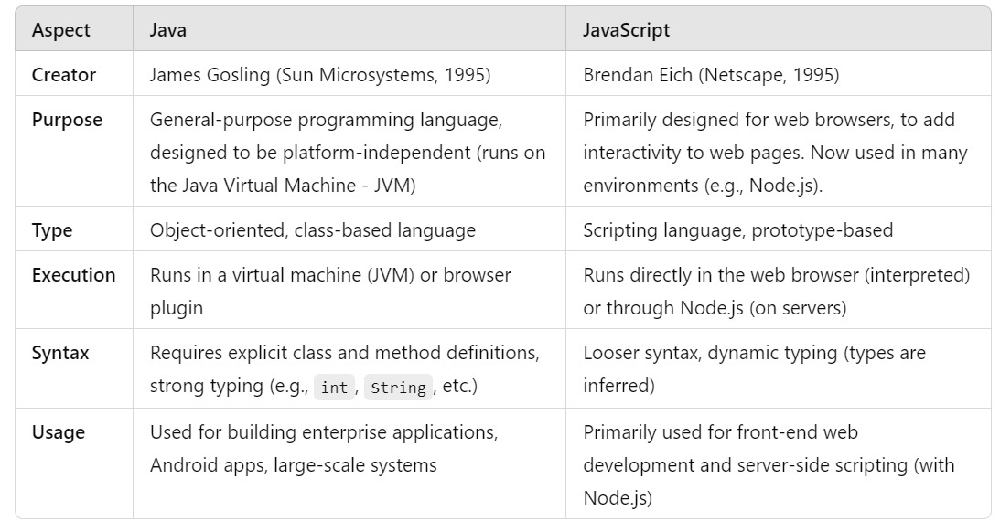 Aspect Java JavaScript
Creator James Gosling (Sun Microsystems, 1995) Brendan Eich (Netscape, 1995)
Purpose General-purpose programming language, Primarily designed for web browsers, to add
designed to be platform-independent (runs on interactivity to web pages. Now used in many
the Java Virtual Machine - JVM) environments (e.g., Node.js).
Type Object-oriented, class-based language Scripting language, prototype-based
Execution Runs in a virtual machine (JVM) or browser Runs directly in the web browser (interpreted)
plugin or through Node.js (on servers)
Syntax Requires explicit class and method definitions, Looser syntax, dynamic typing (types are
strong typing (e.g., int, String, etc.) inferred)
Usage Used for building enterprise applications, Primarily used for front-end web
Android apps, large-scale systems development and server-side scripting (with
Node.js)